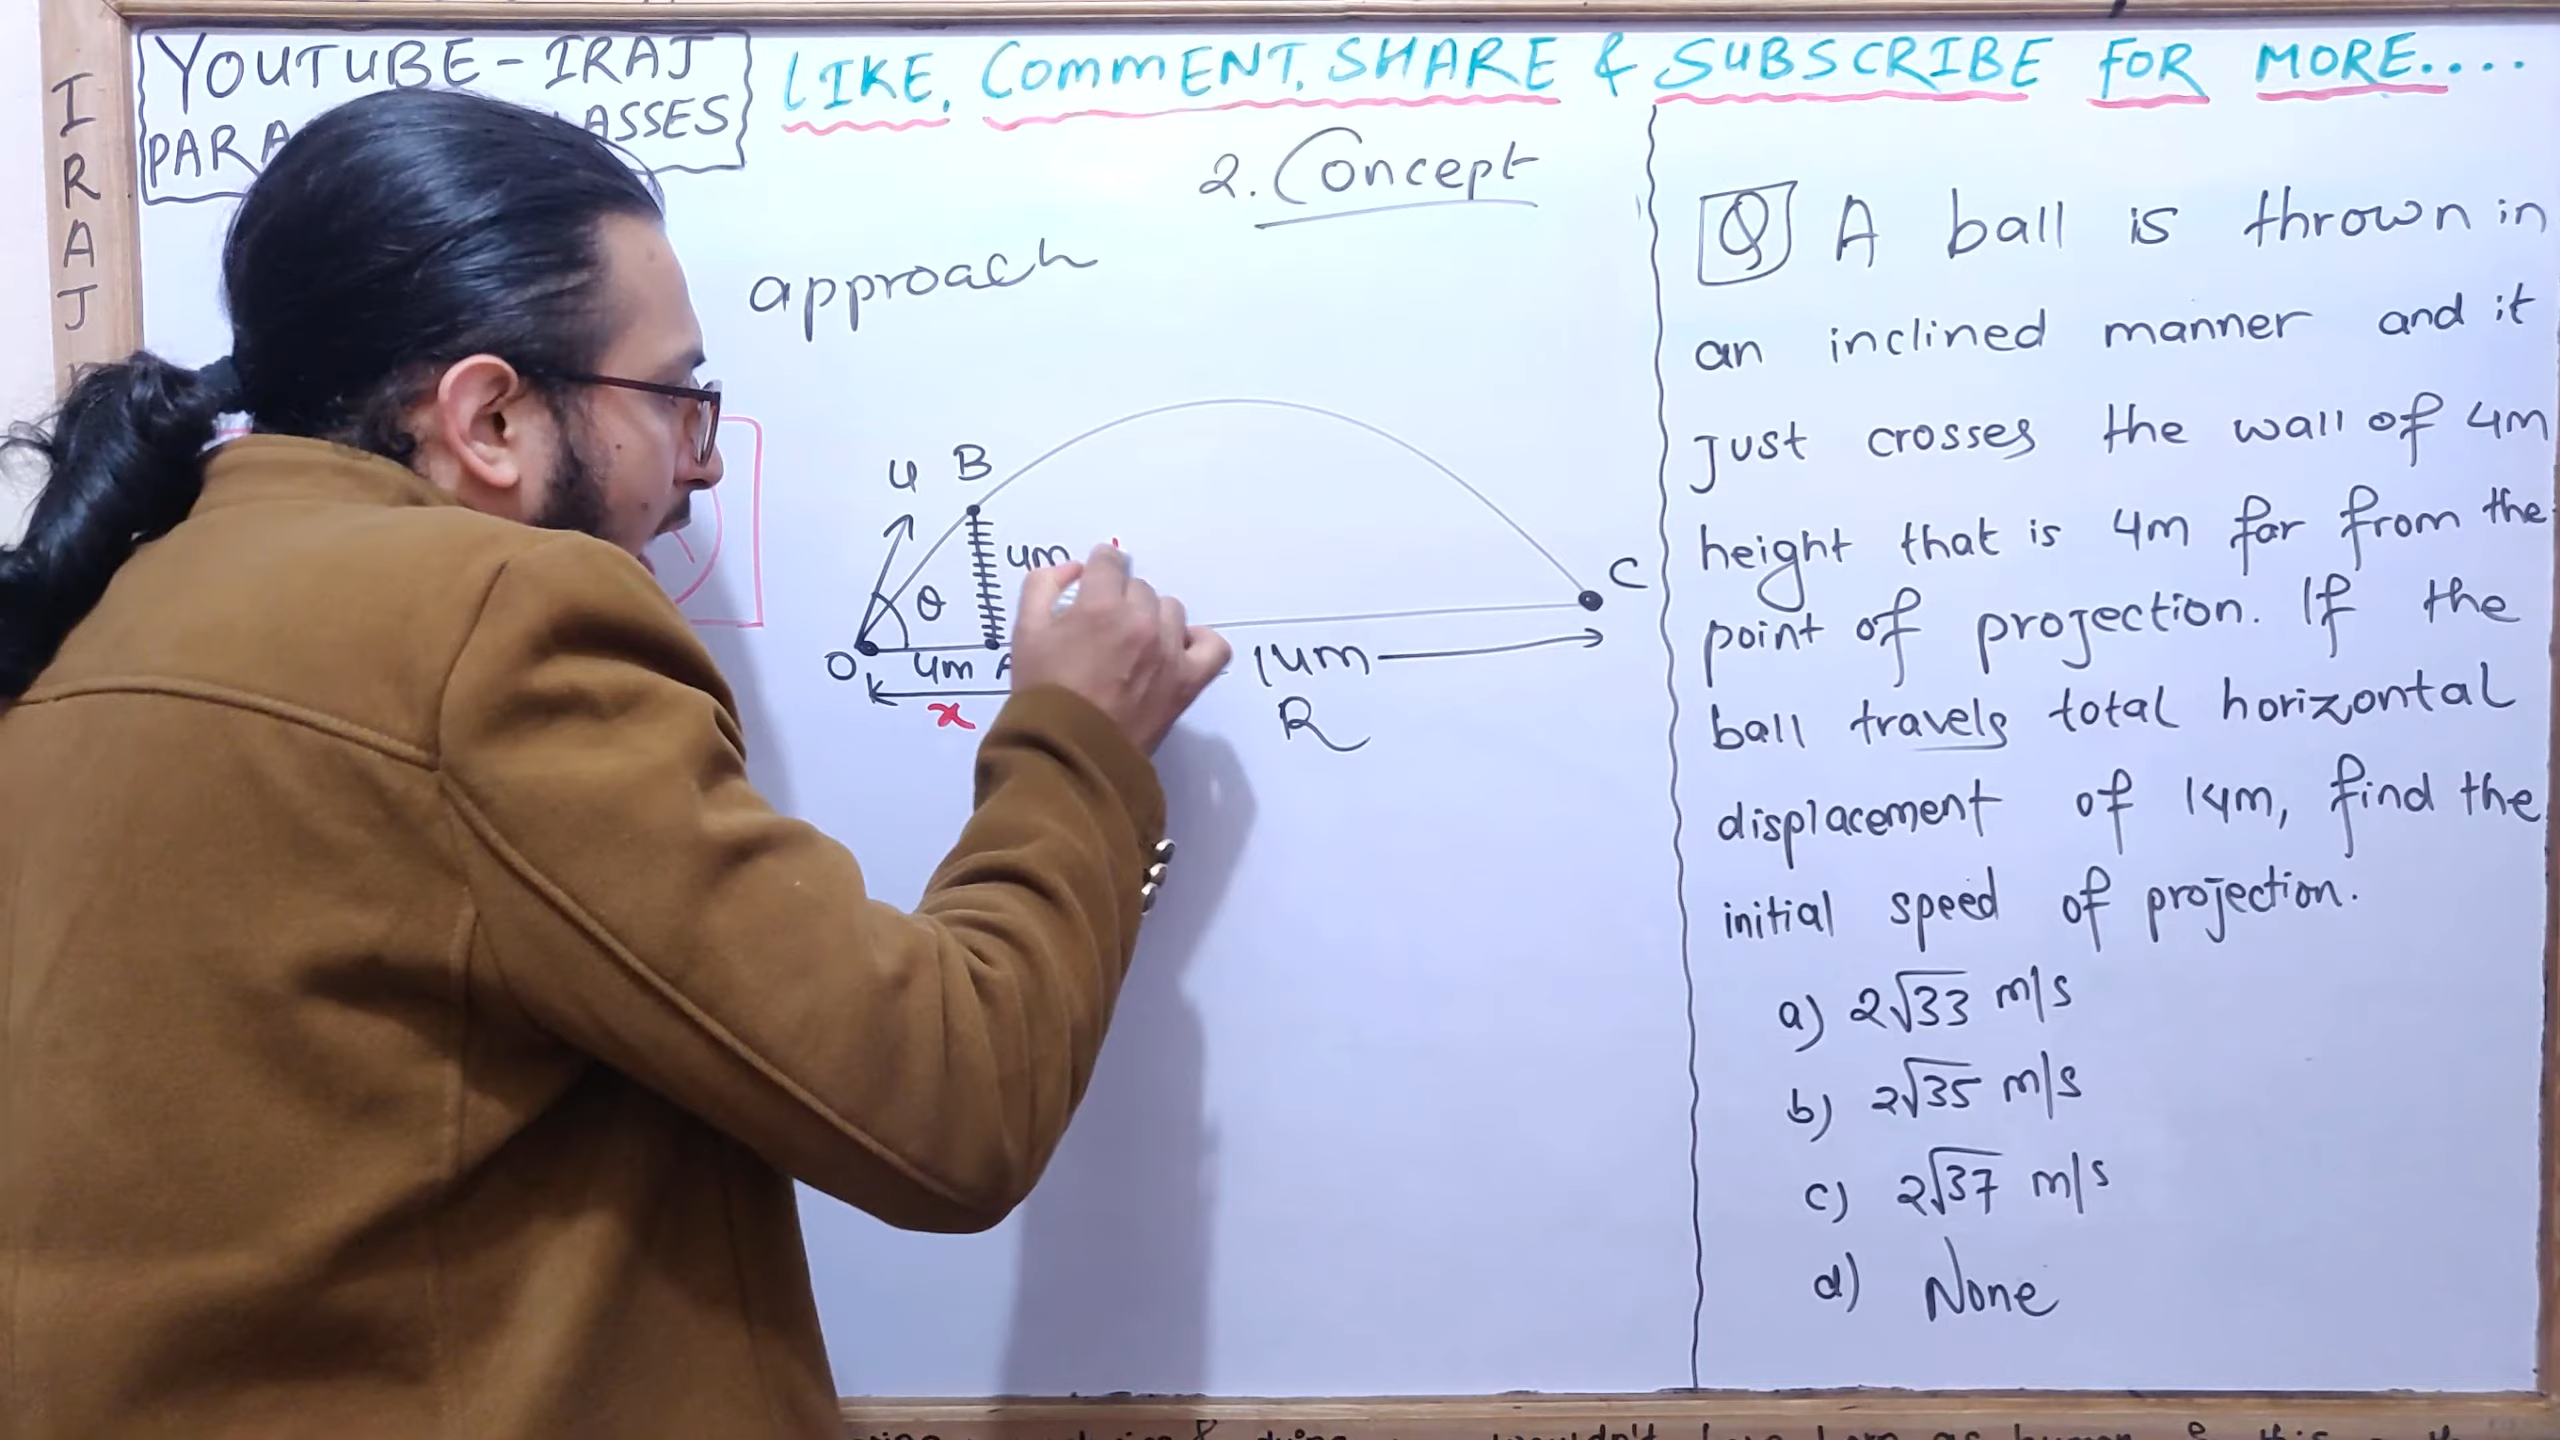 YOUTUBE - IRAJ
LIKE, COMMENT, SHARE & SUBSCRIBE FOR MORE....
I
R
A
J
2. Concept
approach
Q A ball is thrown in
an inclined manner and it
just crosses the wall of 4m
height that is 4m far from the
point of projection. If the
ball travels total horizontal
displacement of 14m, find the
initial speed of projection.
a) 2√33 m/s
b) 2√35 m/s
c) 2√37 m/s
d) None
u B
4m
θ
C
O 4m A
14m
x
R